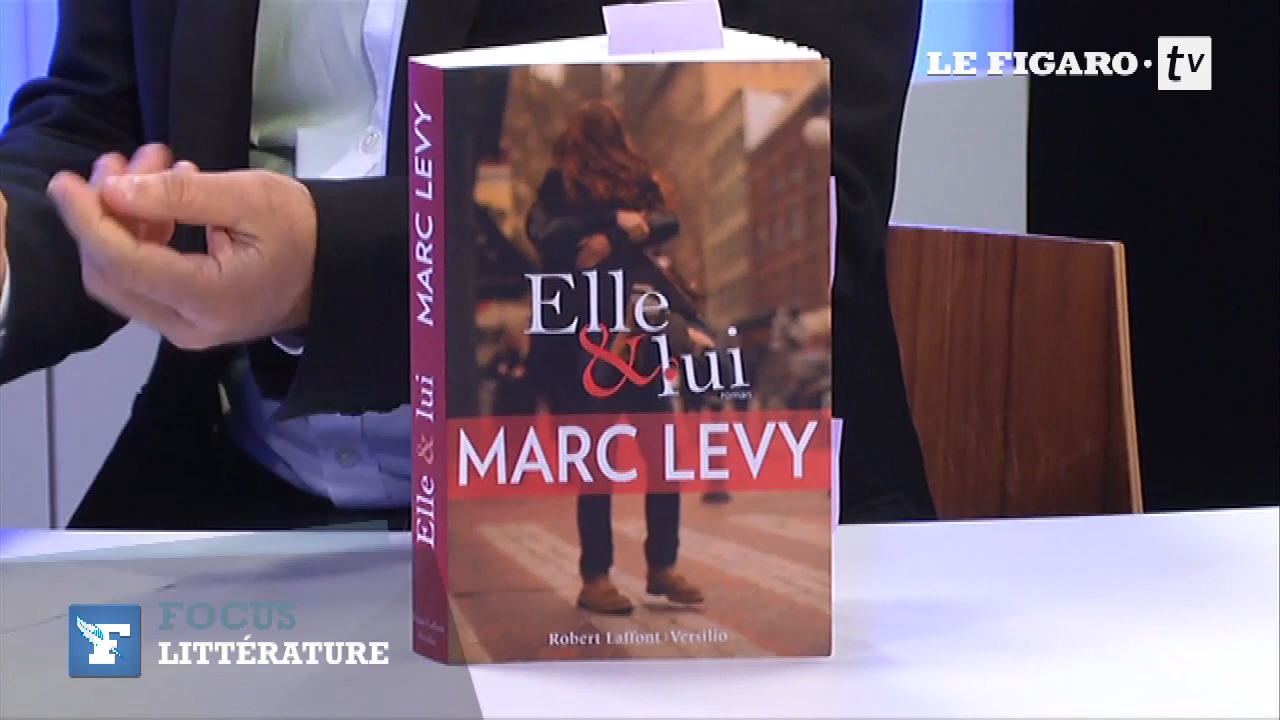 LE FIGARO·tv
MARC LEVY
Elle & lui
Elle
& lui
roman
MARC LEVY
Robert Laffont Versilio
F
FOCUS
LITTÉRATURE